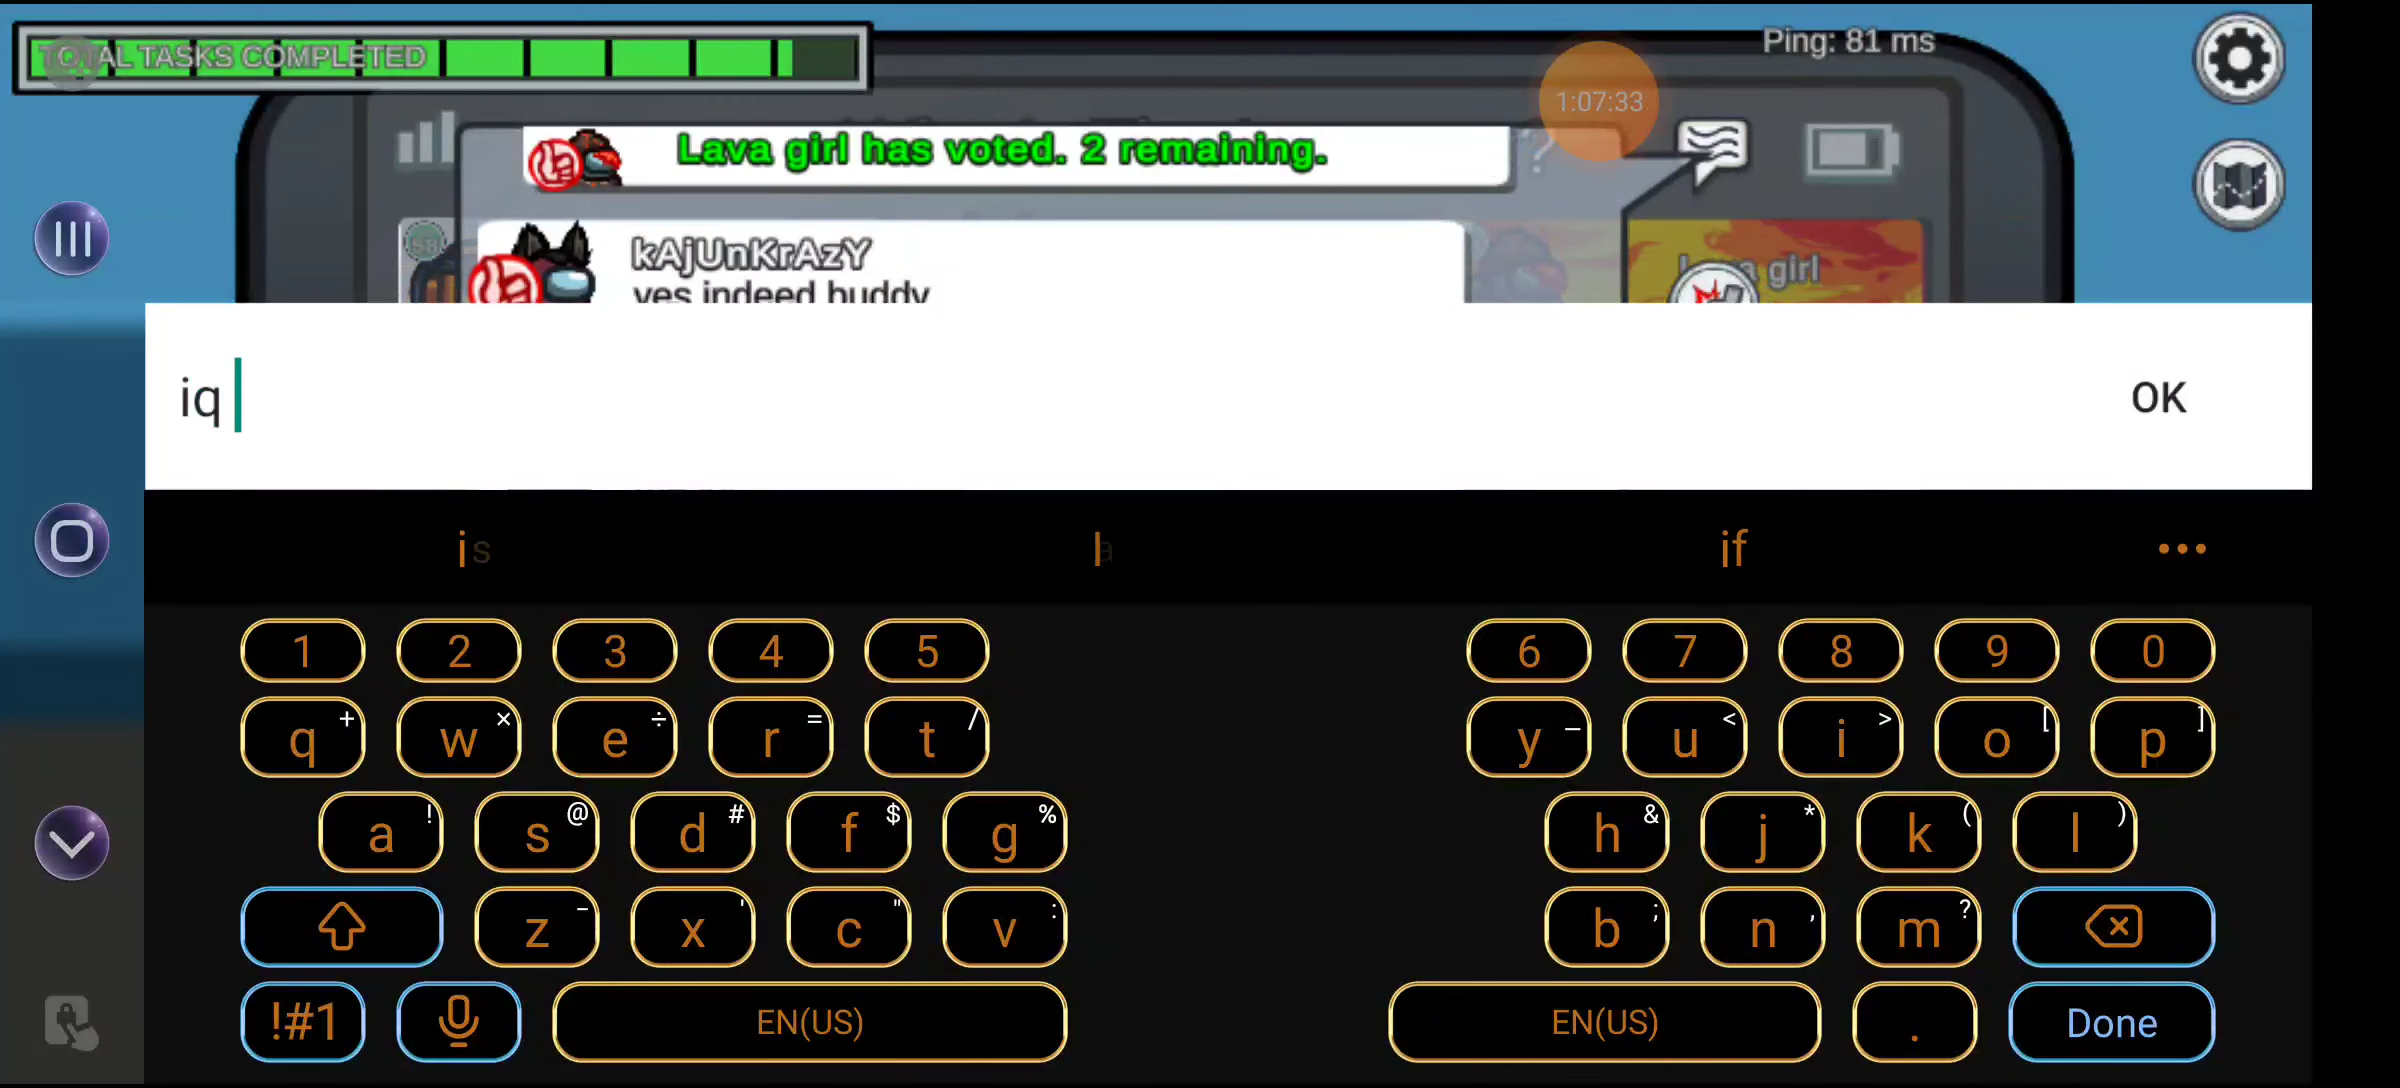 TOTAL TASKS COMPLETED
Ping: 81 ms
1:07:33
Lava girl has voted. 2 remaining.
?
58
kAjUnKrAzY
yes indeed buddy
girl
iq
OK
is
if
1 2 3 4 5 6 7 8 9 0
q + w × e ÷ r = t / y _ u < i > o [ p ]
a ! s @ d # f $ g % h & j * k ( l )
z - x ' c " v : b ; n , m ?
!#1 EN(US) EN(US) . Done